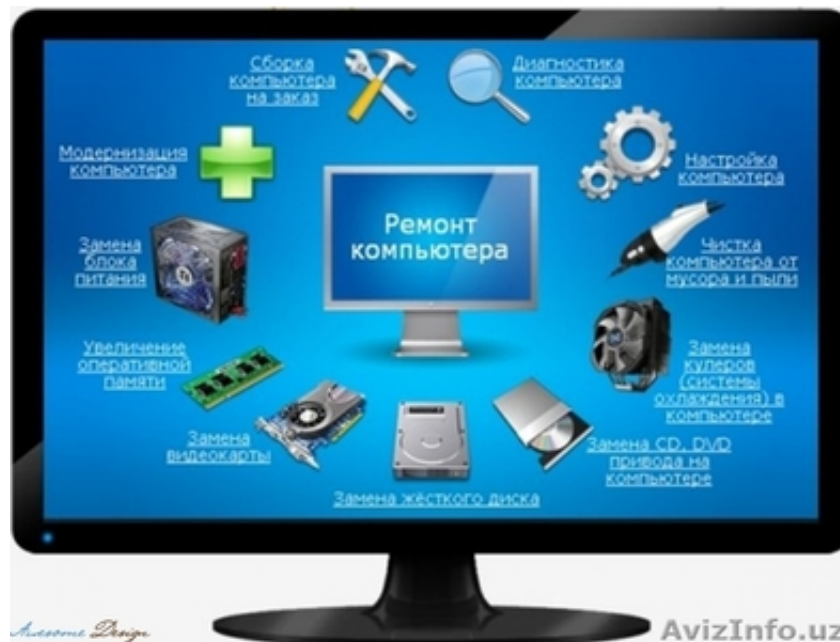 Сборка
компьютера
на заказ
Диагностика
компьютера
Модернизация
компьютера
Настройка
компьютера
Ремонт
компьютера
Замена
блока
питания
Чистка
компьютера от
мусора и пыли
Увеличение
оперативной
памяти
Замена
кулеров
(системы
охлаждения) в
компьютере
Замена
видеокарты
Замена CD, DVD
привода на
компьютере
Замена жёсткого диска
Awesome Design
AvizInfo.uz